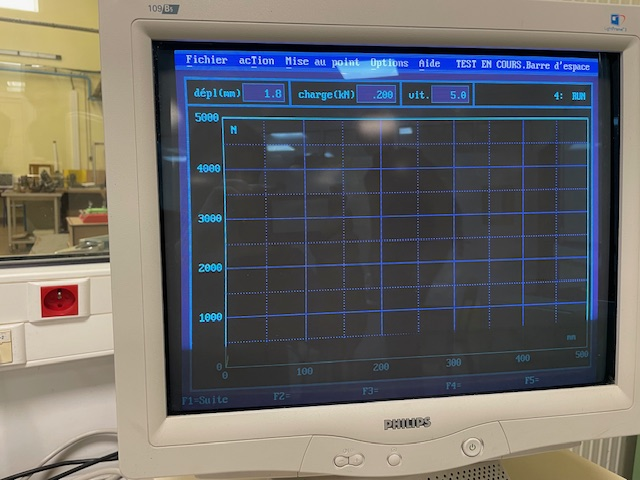 109 B5
Fichier acTion Mise au point Options Aide TEST EN COURS.Barre d'espace
dépl(mm) 1.8 charge(kN) .200 vit. 5.0 4: RUN
5000
N
4000
3000
2000
1000
mm
0
0 100 200 300 400 500
F1=Suite F2= F3= F4= F5=
PHILIPS